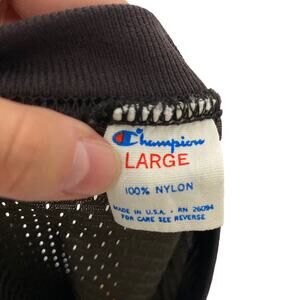 Champion
LARGE
100% NYLON
MADE IN U.S.A. • RN 26094
FOR CARE SEE REVERSE